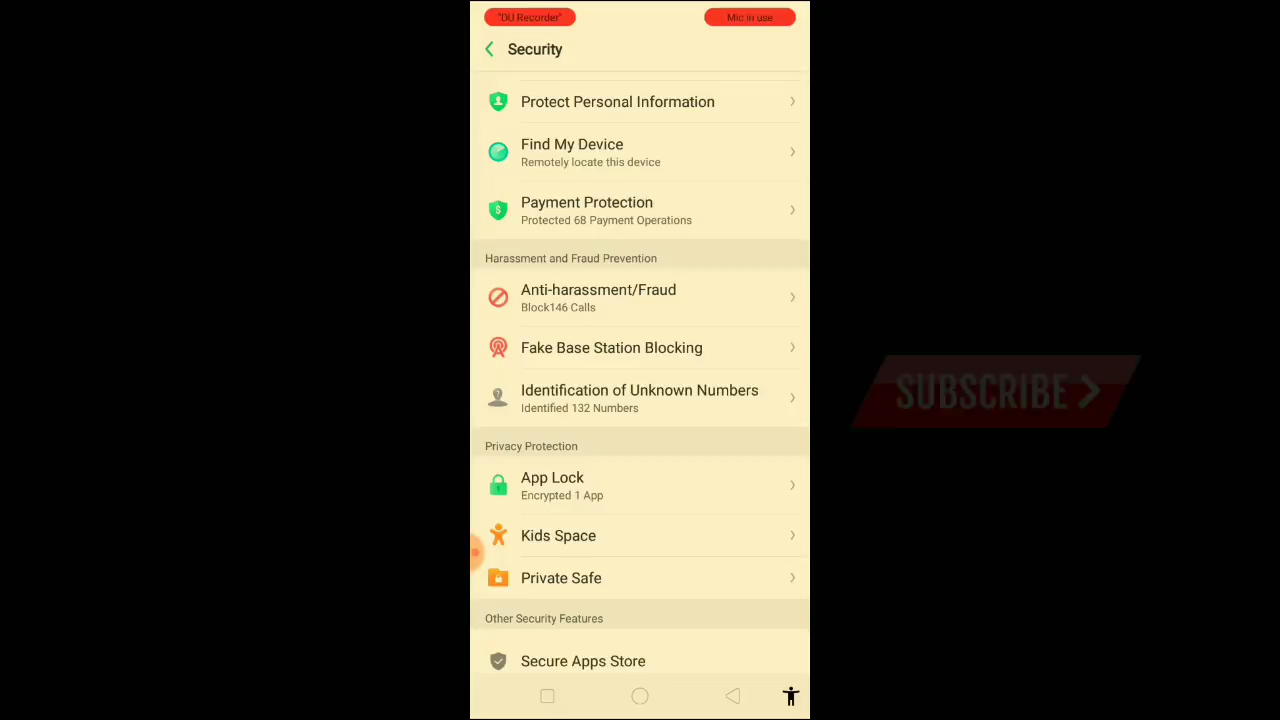 "DU Recorder"
Mic in use
Security
Protect Personal Information
Find My Device
Remotely locate this device
Payment Protection
Protected 68 Payment Operations
Harassment and Fraud Prevention
Anti-harassment/Fraud
Block146 Calls
Fake Base Station Blocking
Identification of Unknown Numbers
Identified 132 Numbers
SUBSCRIBE
Privacy Protection
App Lock
Encrypted 1 App
Kids Space
Private Safe
Other Security Features
Secure Apps Store